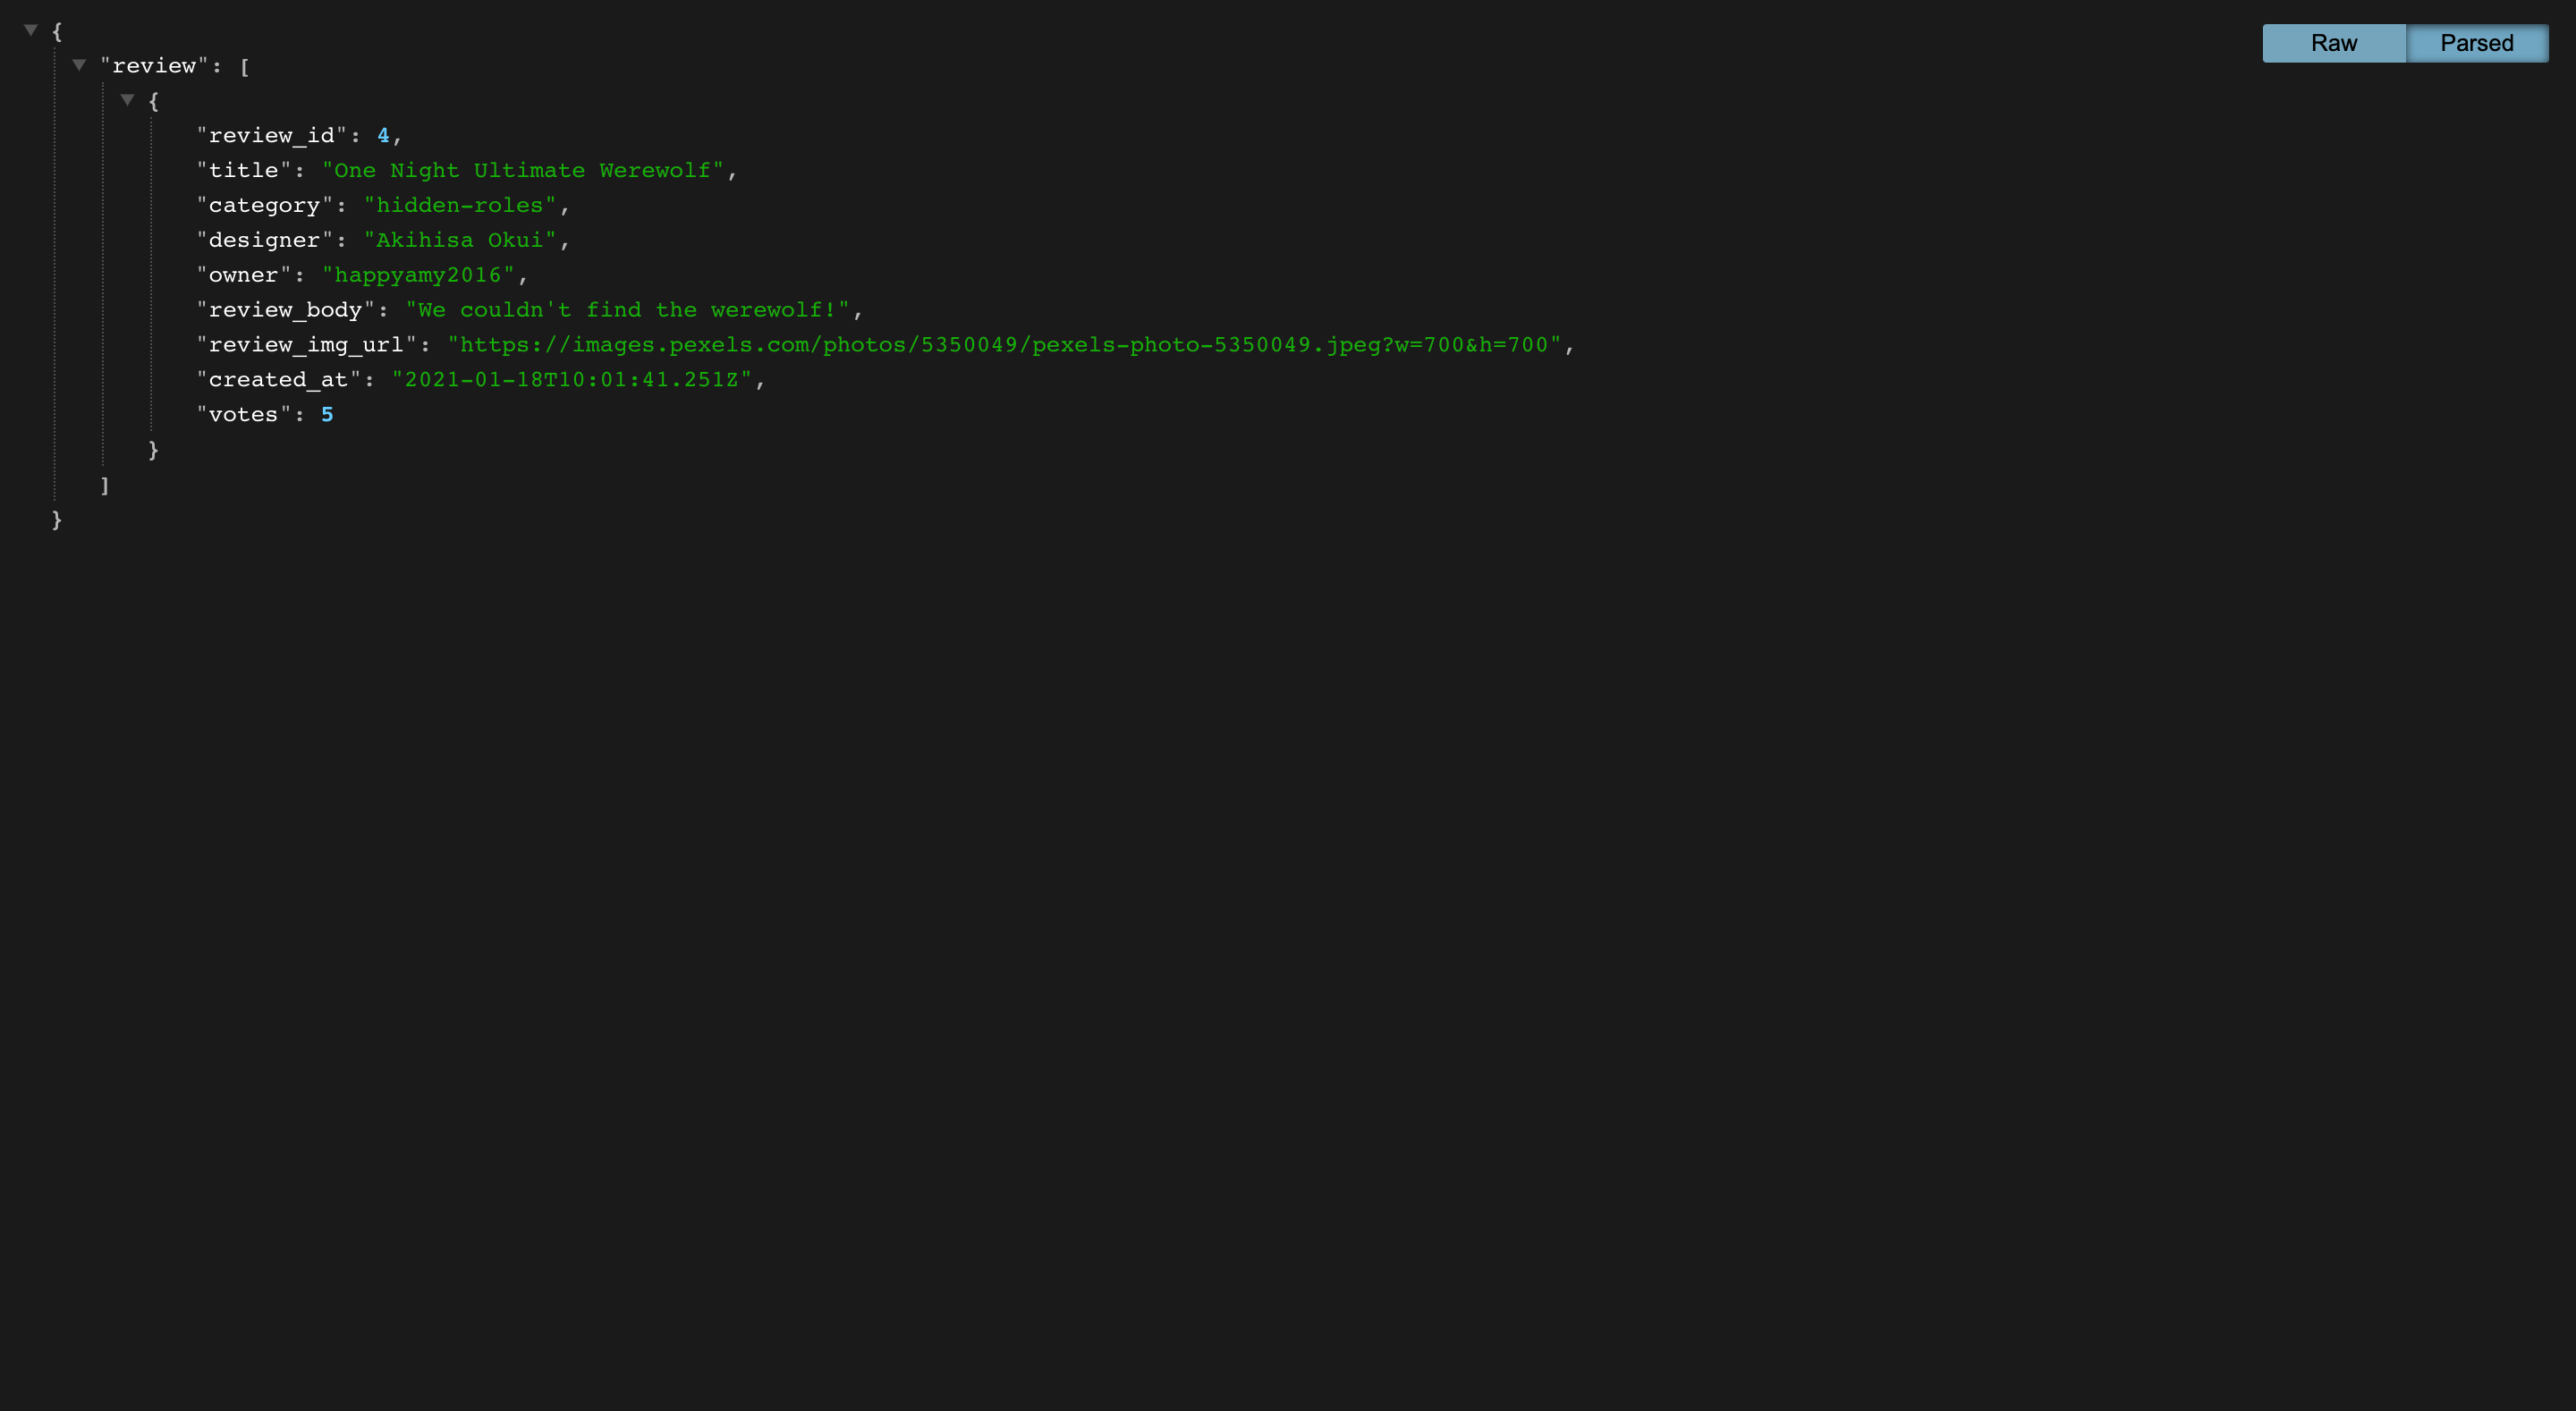 {
Raw Parsed
"review": [
{
"review_id": 4,
"title": "One Night Ultimate Werewolf",
"category": "hidden-roles",
"designer": "Akihisa Okui",
"owner": "happyamy2016",
"review_body": "We couldn't find the werewolf!",
"review_img_url": "https://images.pexels.com/photos/5350049/pexels-photo-5350049.jpeg?w=700&h=700",
"created_at": "2021-01-18T10:01:41.251Z",
"votes": 5
}
]
}